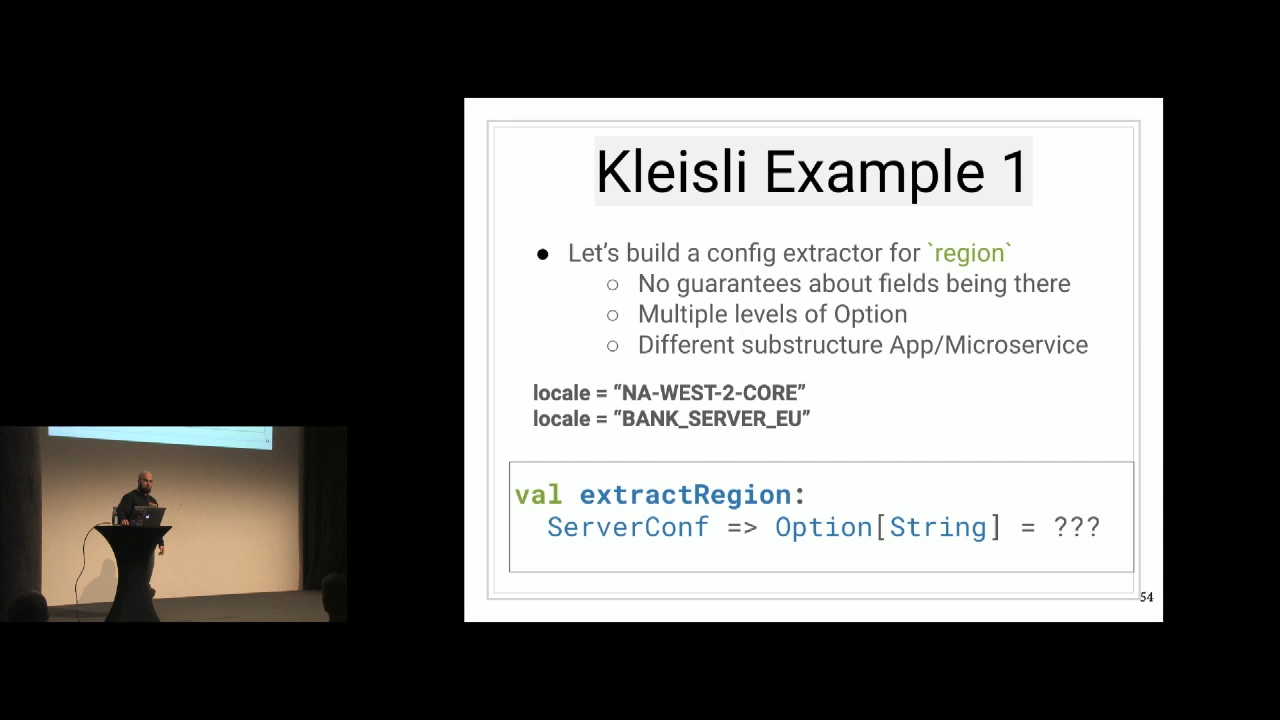 Kleisli Example 1
● Let’s build a config extractor for `region`
○ No guarantees about fields being there
○ Multiple levels of Option
○ Different substructure App/Microservice
locale = “NA-WEST-2-CORE”
locale = “BANK_SERVER_EU”
val extractRegion:
ServerConf => Option[String] = ???
54